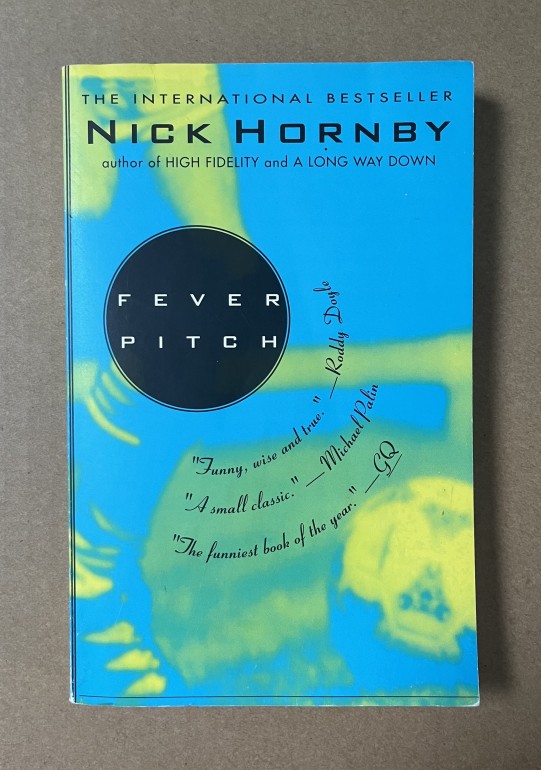 THE INTERNATIONAL BESTSELLER
NICK HORNBY
author of HIGH FIDELITY and A LONG WAY DOWN
FEVER
PITCH
"Funny, wise and true." —Roddy Doyle
"A small classic." —Michael Palin
"The funniest book of the year." —GQ